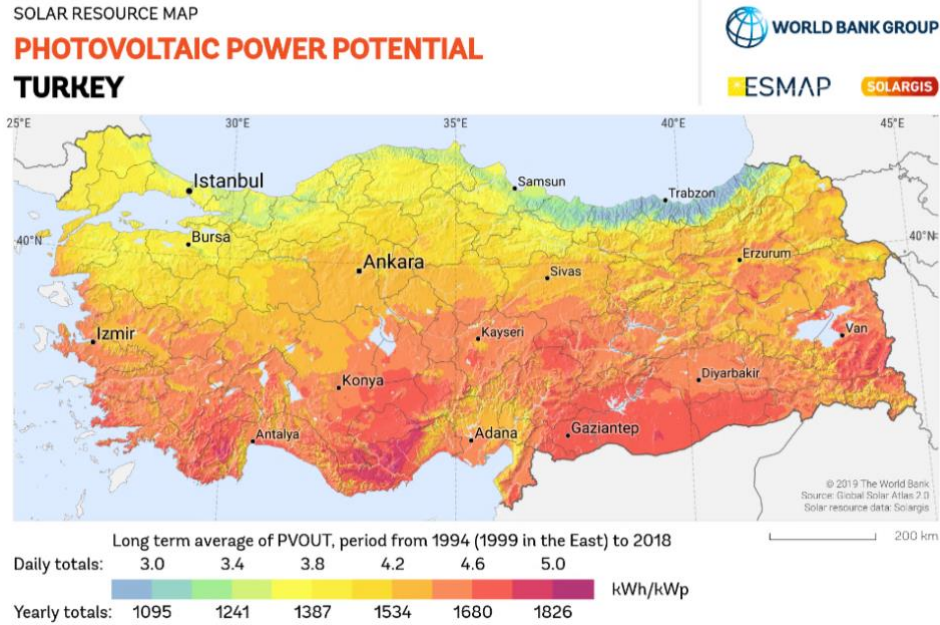 SOLAR RESOURCE MAP
PHOTOVOLTAIC POWER POTENTIAL
TURKEY
WORLD BANK GROUP
ESMAP
SOLARGIS
25°E 30°E 35°E 40°E 45°E
Istanbul
Samsun
Trabzon
Bursa
40°N
40°N
Ankara
Erzurum
Sivas
Izmir
Kayseri
Van
Konya
Diyarbakir
Antalya
Adana
Gaziantep
© 2019 The World Bank
Source: Global Solar Atlas 2.0
Solar resource data: Solargis
200 km
Long term average of PVOUT, period from 1994 (1999 in the East) to 2018
Daily totals: 3.0 3.4 3.8 4.2 4.6 5.0
kWh/kWp
Yearly totals: 1095 1241 1387 1534 1680 1826